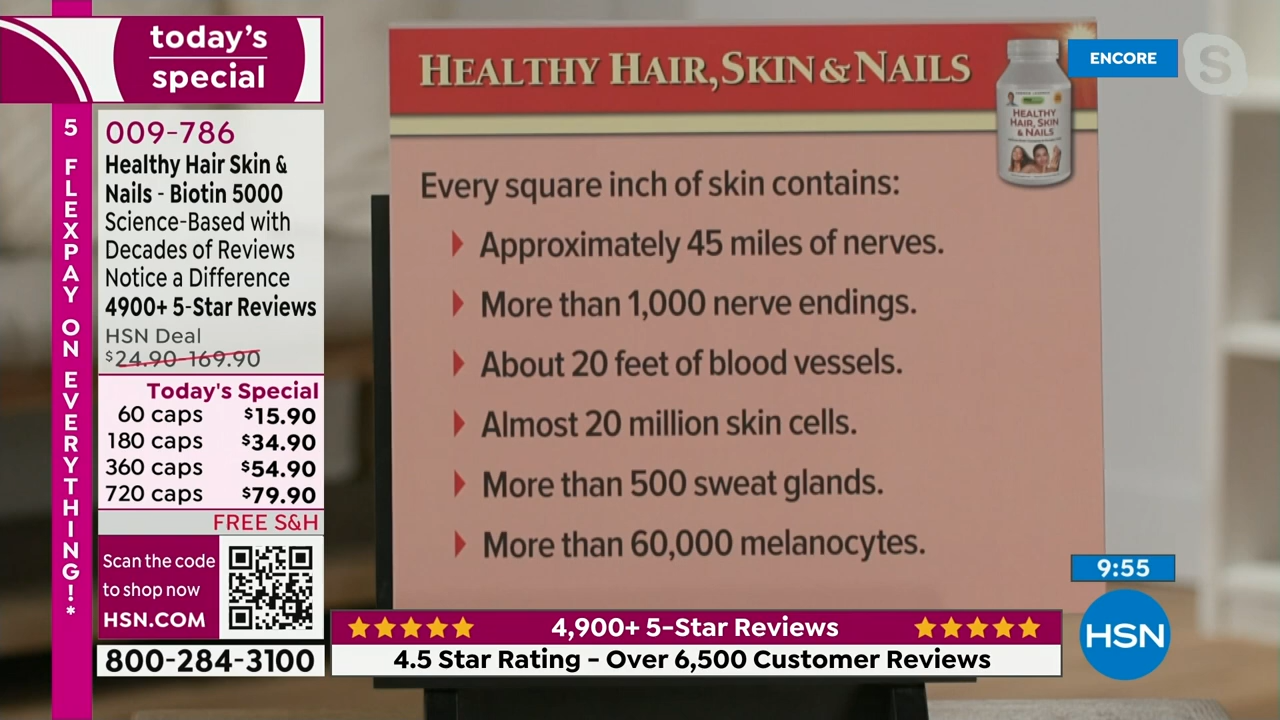 today's
special
5 FLEXPAY ON EVERYTHING!*
009-786
Healthy Hair Skin &
Nails - Biotin 5000
Science-Based with
Decades of Reviews
Notice a Difference
4900+ 5-Star Reviews
HSN Deal
$24.90-169.90
Today's Special
60 caps $15.90
180 caps $34.90
360 caps $54.90
720 caps $79.90
FREE S&H
Scan the code
to shop now
HSN.COM
800-284-3100
HEALTHY HAIR, SKIN & NAILS
HEALTHY
HAIR, SKIN
& NAILS
Every square inch of skin contains:
Approximately 45 miles of nerves.
More than 1,000 nerve endings.
About 20 feet of blood vessels.
Almost 20 million skin cells.
More than 500 sweat glands.
More than 60,000 melanocytes.
ENCORE
S
9:55
HSN
4,900+ 5-Star Reviews
4.5 Star Rating - Over 6,500 Customer Reviews